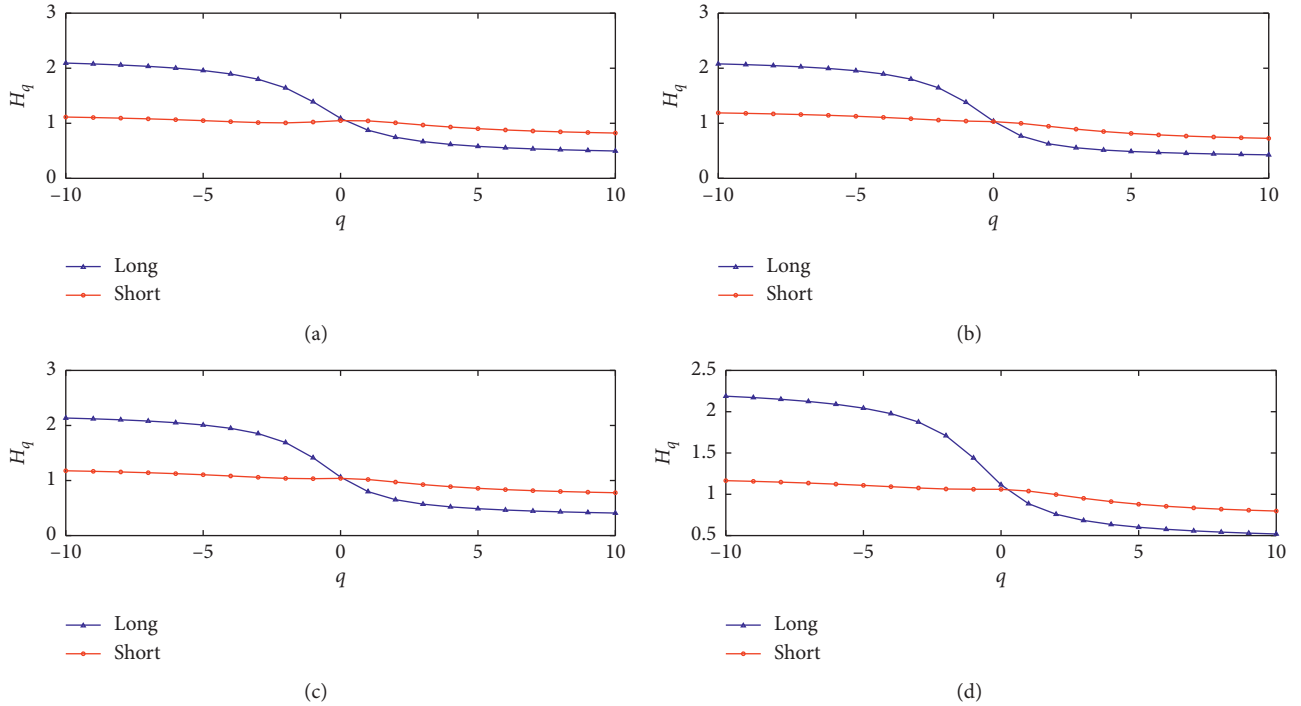 3
2
H_q
1
0
–10
–5
0
5
10
q
Long
Short
(a)
3
2
H_q
1
0
–10
–5
0
5
10
q
Long
Short
(b)
3
2
H_q
1
0
–10
–5
0
5
10
q
Long
Short
(c)
2.5
2
H_q
1.5
1
0.5
–10
–5
0
5
10
q
Long
Short
(d)